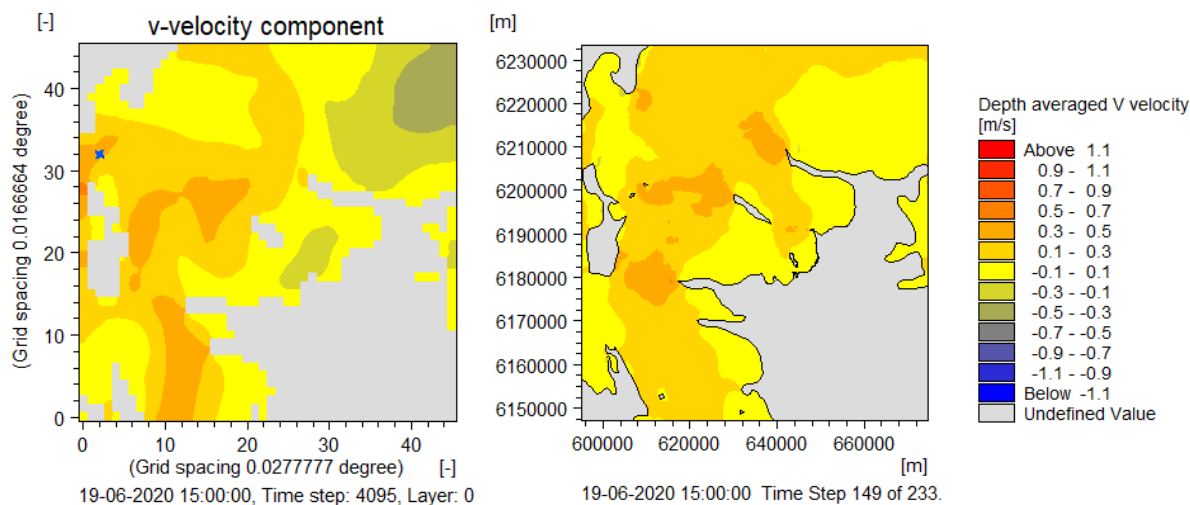 [-]
v-velocity component
40
30
20
10
0
(Grid spacing 0.0166664 degree)
0
10
20
30
40
(Grid spacing 0.0277777 degree)
[-]
19-06-2020 15:00:00, Time step: 4095, Layer: 0
[m]
6230000
6220000
6210000
6200000
6190000
6180000
6170000
6160000
6150000
600000
620000
640000
660000
[m]
19-06-2020 15:00:00 Time Step 149 of 233.
Depth averaged V velocity
[m/s]
Above 1.1
0.9 - 1.1
0.7 - 0.9
0.5 - 0.7
0.3 - 0.5
0.1 - 0.3
-0.1 - 0.1
-0.3 - -0.1
-0.5 - -0.3
-0.7 - -0.5
-0.9 - -0.7
-1.1 - -0.9
Below -1.1
Undefined Value